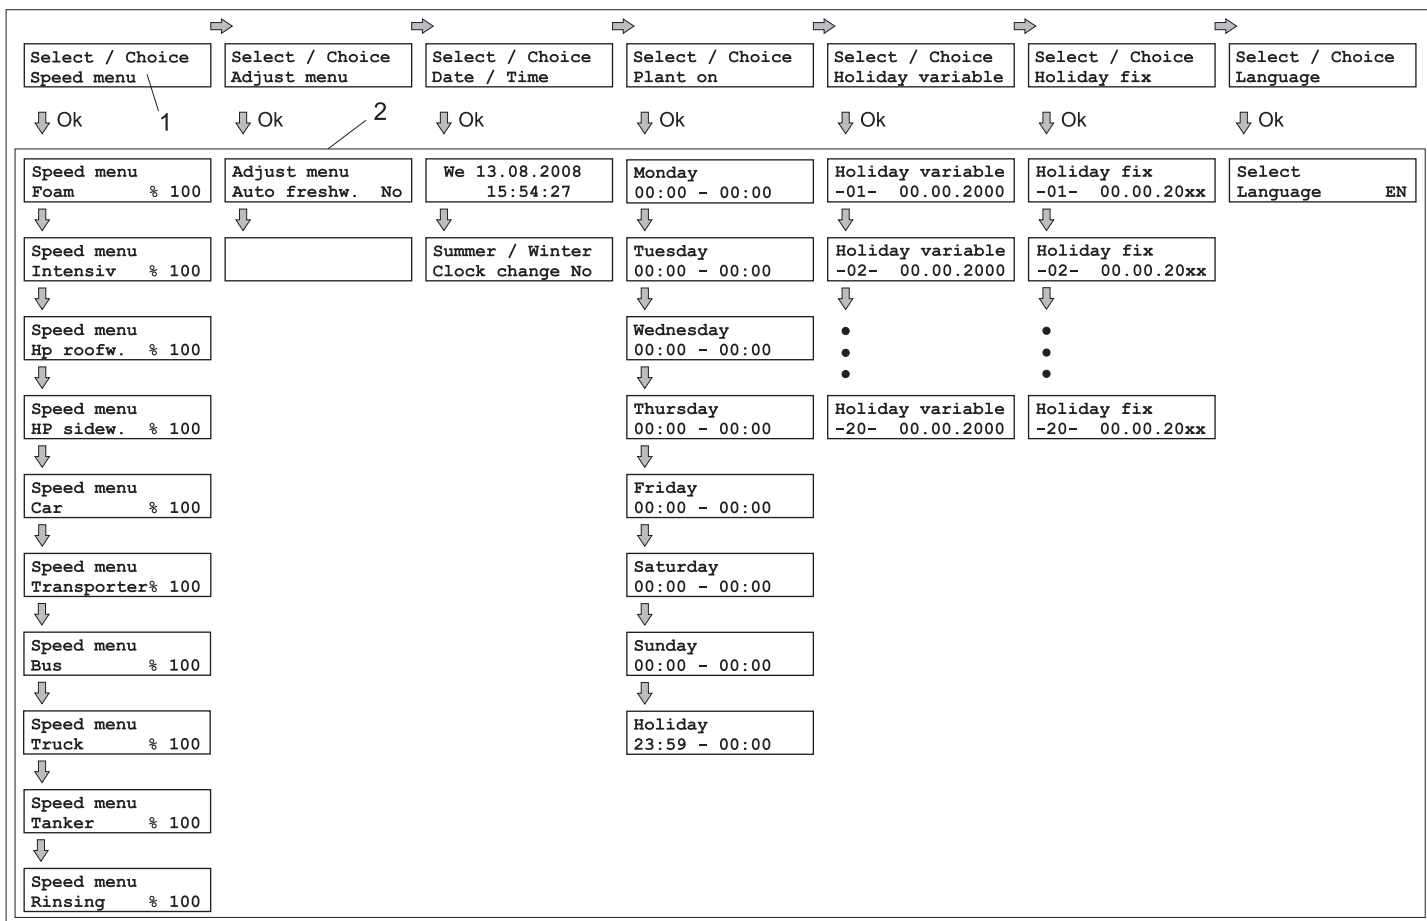 Select / Choice
Speed menu
Select / Choice
Adjust menu
Select / Choice
Date / Time
Select / Choice
Plant on
Select / Choice
Holiday variable
Select / Choice
Holiday fix
Select / Choice
Language
Ok
1
Ok
2
Ok
Ok
Ok
Ok
Ok
Speed menu
Foam % 100
Speed menu
Intensiv % 100
Speed menu
Hp roofw. % 100
Speed menu
HP sidew. % 100
Speed menu
Car % 100
Speed menu
Transporter% 100
Speed menu
Bus % 100
Speed menu
Truck % 100
Speed menu
Tanker % 100
Speed menu
Rinsing % 100
Adjust menu
Auto freshw. No
We 13.08.2008
15:54:27
Summer / Winter
Clock change No
Monday
00:00 - 00:00
Tuesday
00:00 - 00:00
Wednesday
00:00 - 00:00
Thursday
00:00 - 00:00
Friday
00:00 - 00:00
Saturday
00:00 - 00:00
Sunday
00:00 - 00:00
Holiday
23:59 - 00:00
Holiday variable
-01- 00.00.2000
Holiday variable
-02- 00.00.2000
Holiday variable
-20- 00.00.2000
Holiday fix
-01- 00.00.20xx
Holiday fix
-02- 00.00.20xx
Holiday fix
-20- 00.00.20xx
Select
Language EN